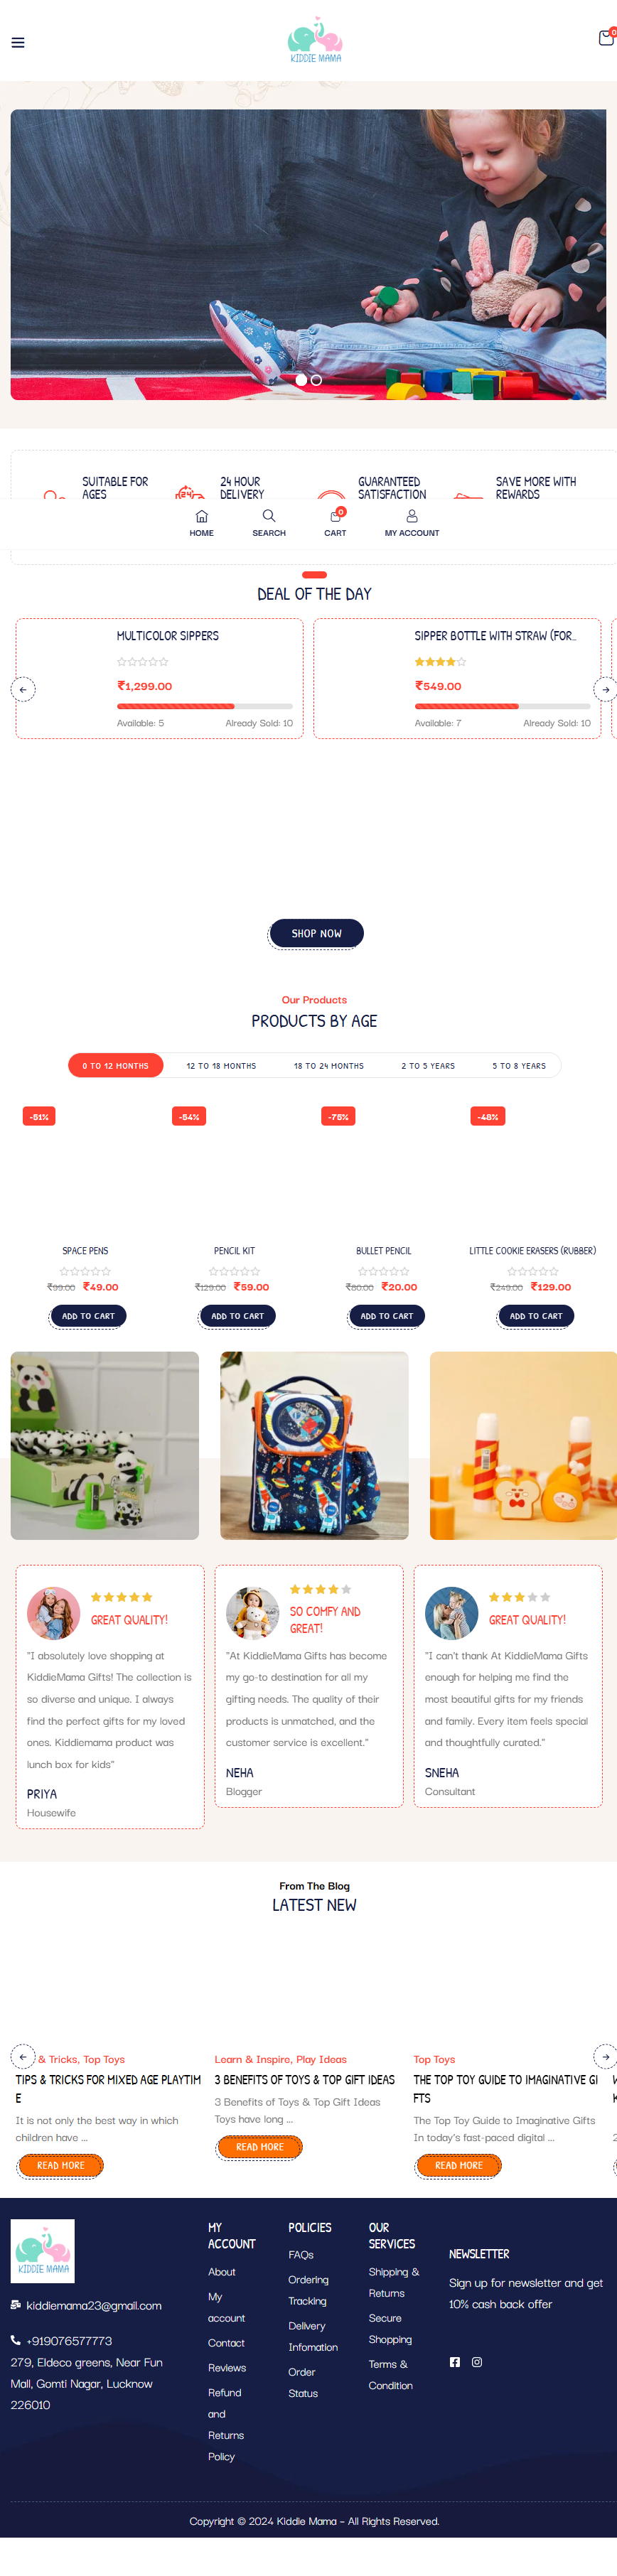 KIDDIE MAMA
0
SUITABLE FOR AGES
24 HOUR DELIVERY
GUARANTEED SATISFACTION
SAVE MORE WITH REWARDS
24
0
HOME
SEARCH
CART
MY ACCOUNT
DEAL OF THE DAY
MULTICOLOR SIPPERS
₹1,299.00
Available: 5
Already Sold: 10
SIPPER BOTTLE WITH STRAW (FOR...
₹549.00
Available: 7
Already Sold: 10
SHOP NOW
Our Products
PRODUCTS BY AGE
0 TO 12 MONTHS
12 TO 18 MONTHS
18 TO 24 MONTHS
2 TO 5 YEARS
5 TO 8 YEARS
-51%
-54%
-75%
-48%
SPACE PENS
₹99.00 ₹49.00
ADD TO CART
PENCIL KIT
₹129.00 ₹59.00
ADD TO CART
BULLET PENCIL
₹80.00 ₹20.00
ADD TO CART
LITTLE COOKIE ERASERS (RUBBER)
₹249.00 ₹129.00
ADD TO CART
GREAT QUALITY!
"I absolutely love shopping at
KiddieMama Gifts! The collection is
so diverse and unique. I always
find the perfect gifts for my loved
ones. Kiddiemama product was
lunch box for kids"
PRIYA
Housewife
SO COMFY AND
GREAT!
"At KiddieMama Gifts has become
my go-to destination for all my
gifting needs. The quality of their
products is unmatched, and the
customer service is excellent."
NEHA
Blogger
GREAT QUALITY!
"I can't thank At KiddieMama Gifts
enough for helping me find the
most beautiful gifts for my friends
and family. Every item feels special
and thoughtfully curated."
SNEHA
Consultant
From The Blog
LATEST NEW
& Tricks, Top Toys
TIPS & TRICKS FOR MIXED AGE PLAYTIM
E
It is not only the best way in which
children have ...
READ MORE
Learn & Inspire, Play Ideas
3 BENEFITS OF TOYS & TOP GIFT IDEAS
3 Benefits of Toys & Top Gift Ideas
Toys have long ...
READ MORE
Top Toys
THE TOP TOY GUIDE TO IMAGINATIVE GI
FTS
The Top Toy Guide to Imaginative Gifts
In today's fast-paced digital ...
READ MORE
KIDDIE MAMA
kiddiemama23@gmail.com
+919076577773
279, Eldeco greens, Near Fun
Mall, Gomti Nagar, Lucknow
226010
MY
ACCOUNT
About
My
account
Contact
Reviews
Refund
and
Returns
Policy
POLICIES
FAQs
Ordering
Tracking
Delivery
Infomation
Order
Status
OUR
SERVICES
Shipping &
Returns
Secure
Shopping
Terms &
Condition
NEWSLETTER
Sign up for newsletter and get
10% cash back offer
Copyright © 2024 Kiddie Mama – All Rights Reserved.